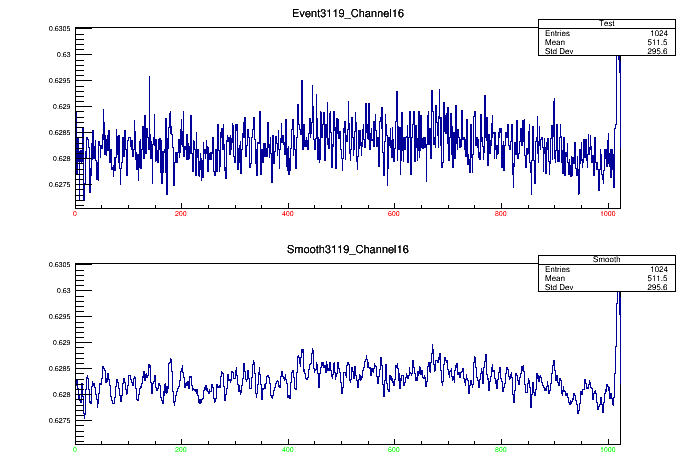 Event3119_Channel16
Test
Entries 1024
Mean 511.5
Std Dev 295.6
0.6305
0.63
0.6295
0.629
0.6285
0.628
0.6275
0 200 400 600 800 1000
Smooth3119_Channel16
Smooth
Entries 1024
Mean 511.5
Std Dev 295.6
0.6305
0.63
0.6295
0.629
0.6285
0.628
0.6275
0 200 400 600 800 1000